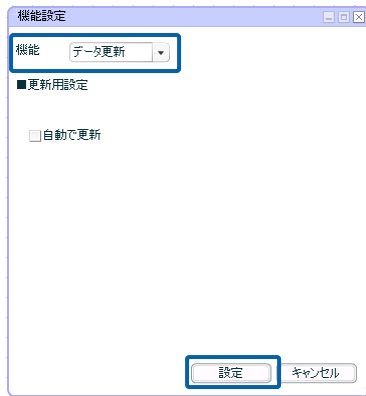 機能設定
機能 データ更新
■更新用設定
自動で更新
設定 キャンセル